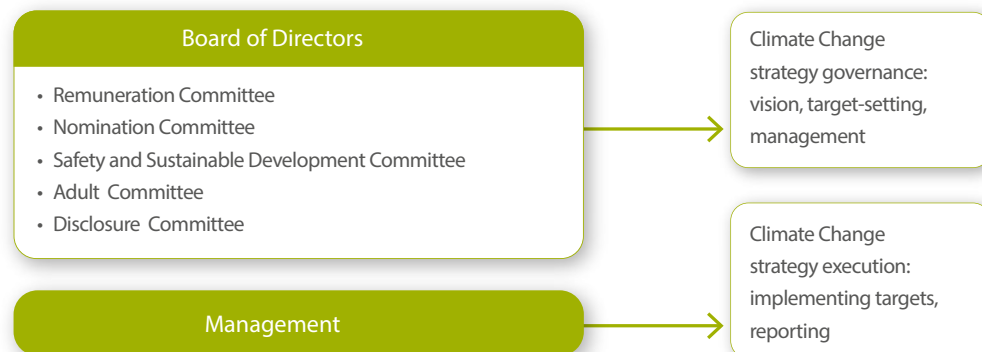 Board of Directors
• Remuneration Committee
• Nomination Committee
• Safety and Sustainable Development Committee
• Adult Committee
• Disclosure Committee
Climate Change
strategy governance:
vision, target-setting,
management
Management
Climate Change
strategy execution:
implementing targets,
reporting